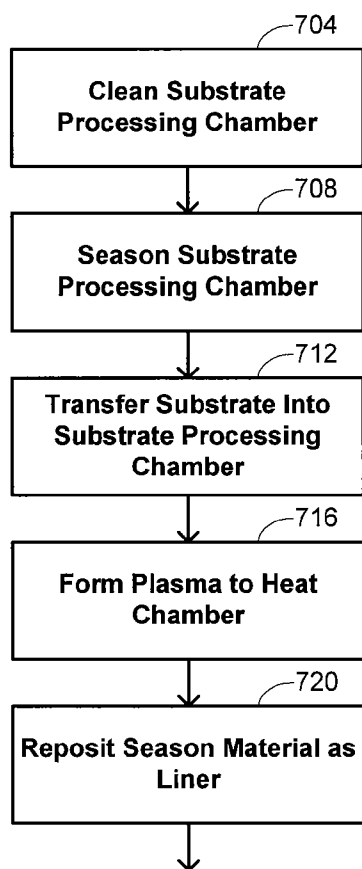 704
Clean Substrate
Processing Chamber
708
Season Substrate
Processing Chamber
712
Transfer Substrate Into
Substrate Processing
Chamber
716
Form Plasma to Heat
Chamber
720
Reposit Season Material as
Liner